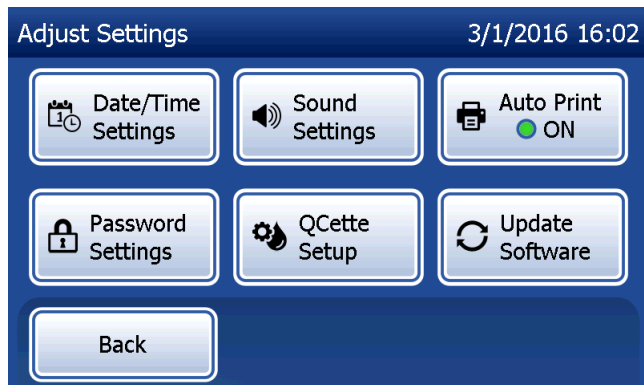 Adjust Settings 3/1/2016 16:02
Date/Time
Settings
Sound
Settings
Auto Print
ON
Password
Settings
QCette
Setup
Update
Software
Back